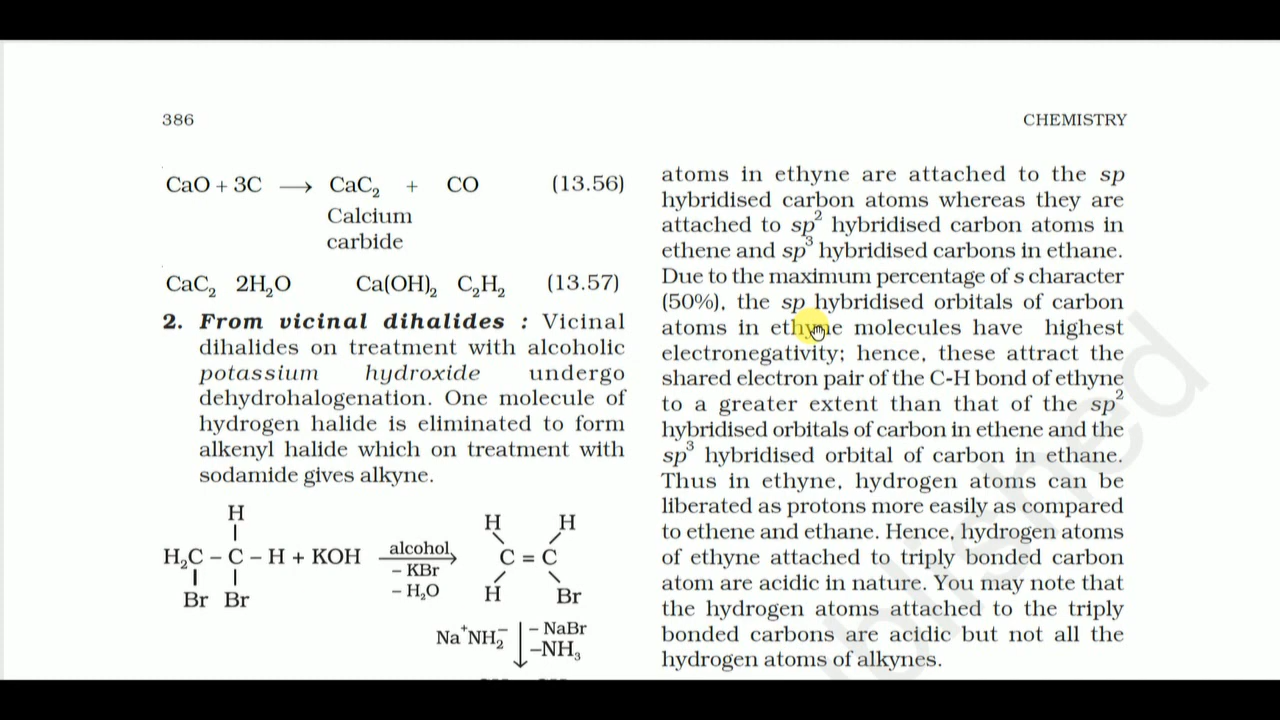 386
CHEMISTRY
CaO + 3C ⟶ CaC₂ + CO (13.56)
Calcium
carbide
CaC₂ 2H₂O Ca(OH)₂ C₂H₂ (13.57)
2. From vicinal dihalides : Vicinal
dihalides on treatment with alcoholic
potassium hydroxide undergo
dehydrohalogenation. One molecule of
hydrogen halide is eliminated to form
alkenyl halide which on treatment with
sodamide gives alkyne.
H
H H
H₂C – C – H + KOH alcohol C = C
– KBr
– H₂O
Br Br
H Br
Na⁺NH₂⁻ – NaBr
–NH₃
atoms in ethyne are attached to the sp
hybridised carbon atoms whereas they are
attached to sp² hybridised carbon atoms in
ethene and sp³ hybridised carbons in ethane.
Due to the maximum percentage of s character
(50%), the sp hybridised orbitals of carbon
atoms in ethyne molecules have highest
electronegativity; hence, these attract the
shared electron pair of the C-H bond of ethyne
to a greater extent than that of the sp²
hybridised orbitals of carbon in ethene and the
sp³ hybridised orbital of carbon in ethane.
Thus in ethyne, hydrogen atoms can be
liberated as protons more easily as compared
to ethene and ethane. Hence, hydrogen atoms
of ethyne attached to triply bonded carbon
atom are acidic in nature. You may note that
the hydrogen atoms attached to the triply
bonded carbons are acidic but not all the
hydrogen atoms of alkynes.